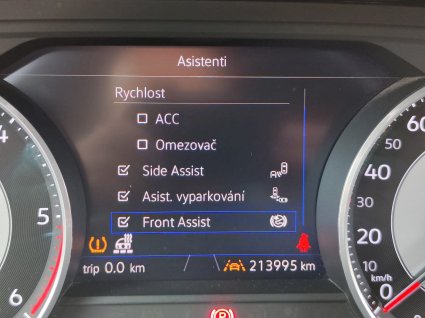 Asistenti
Rychlost
ACC
Omezovač
Side Assist
Asist. vyparkování
Front Assist
trip 0.0 km
213995 km
4
5
6
60
40
20
10
0
km/h
P